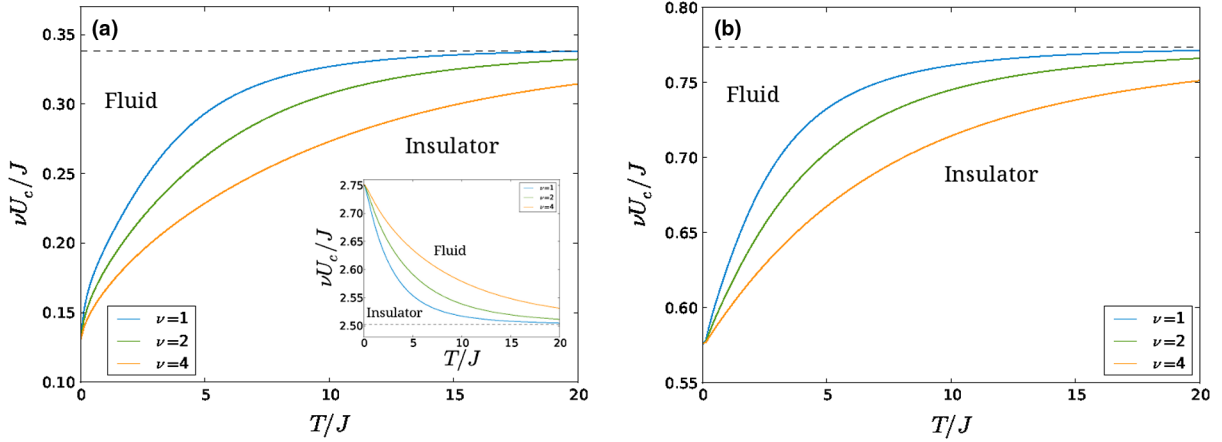 (a)
νU_c/J
0.35
0.30
0.25
0.20
0.15
0.10
Fluid
Insulator
ν=1
ν=2
ν=4
0 5 10 15 20
T/J
νU_c/J
2.75
2.70
2.65
2.60
2.55
2.50
ν=1
ν=2
ν=4
Fluid
Insulator
0 5 10 15 20
T/J
(b)
νU_c/J
0.80
0.75
0.70
0.65
0.60
0.55
Fluid
Insulator
ν=1
ν=2
ν=4
0 5 10 15 20
T/J